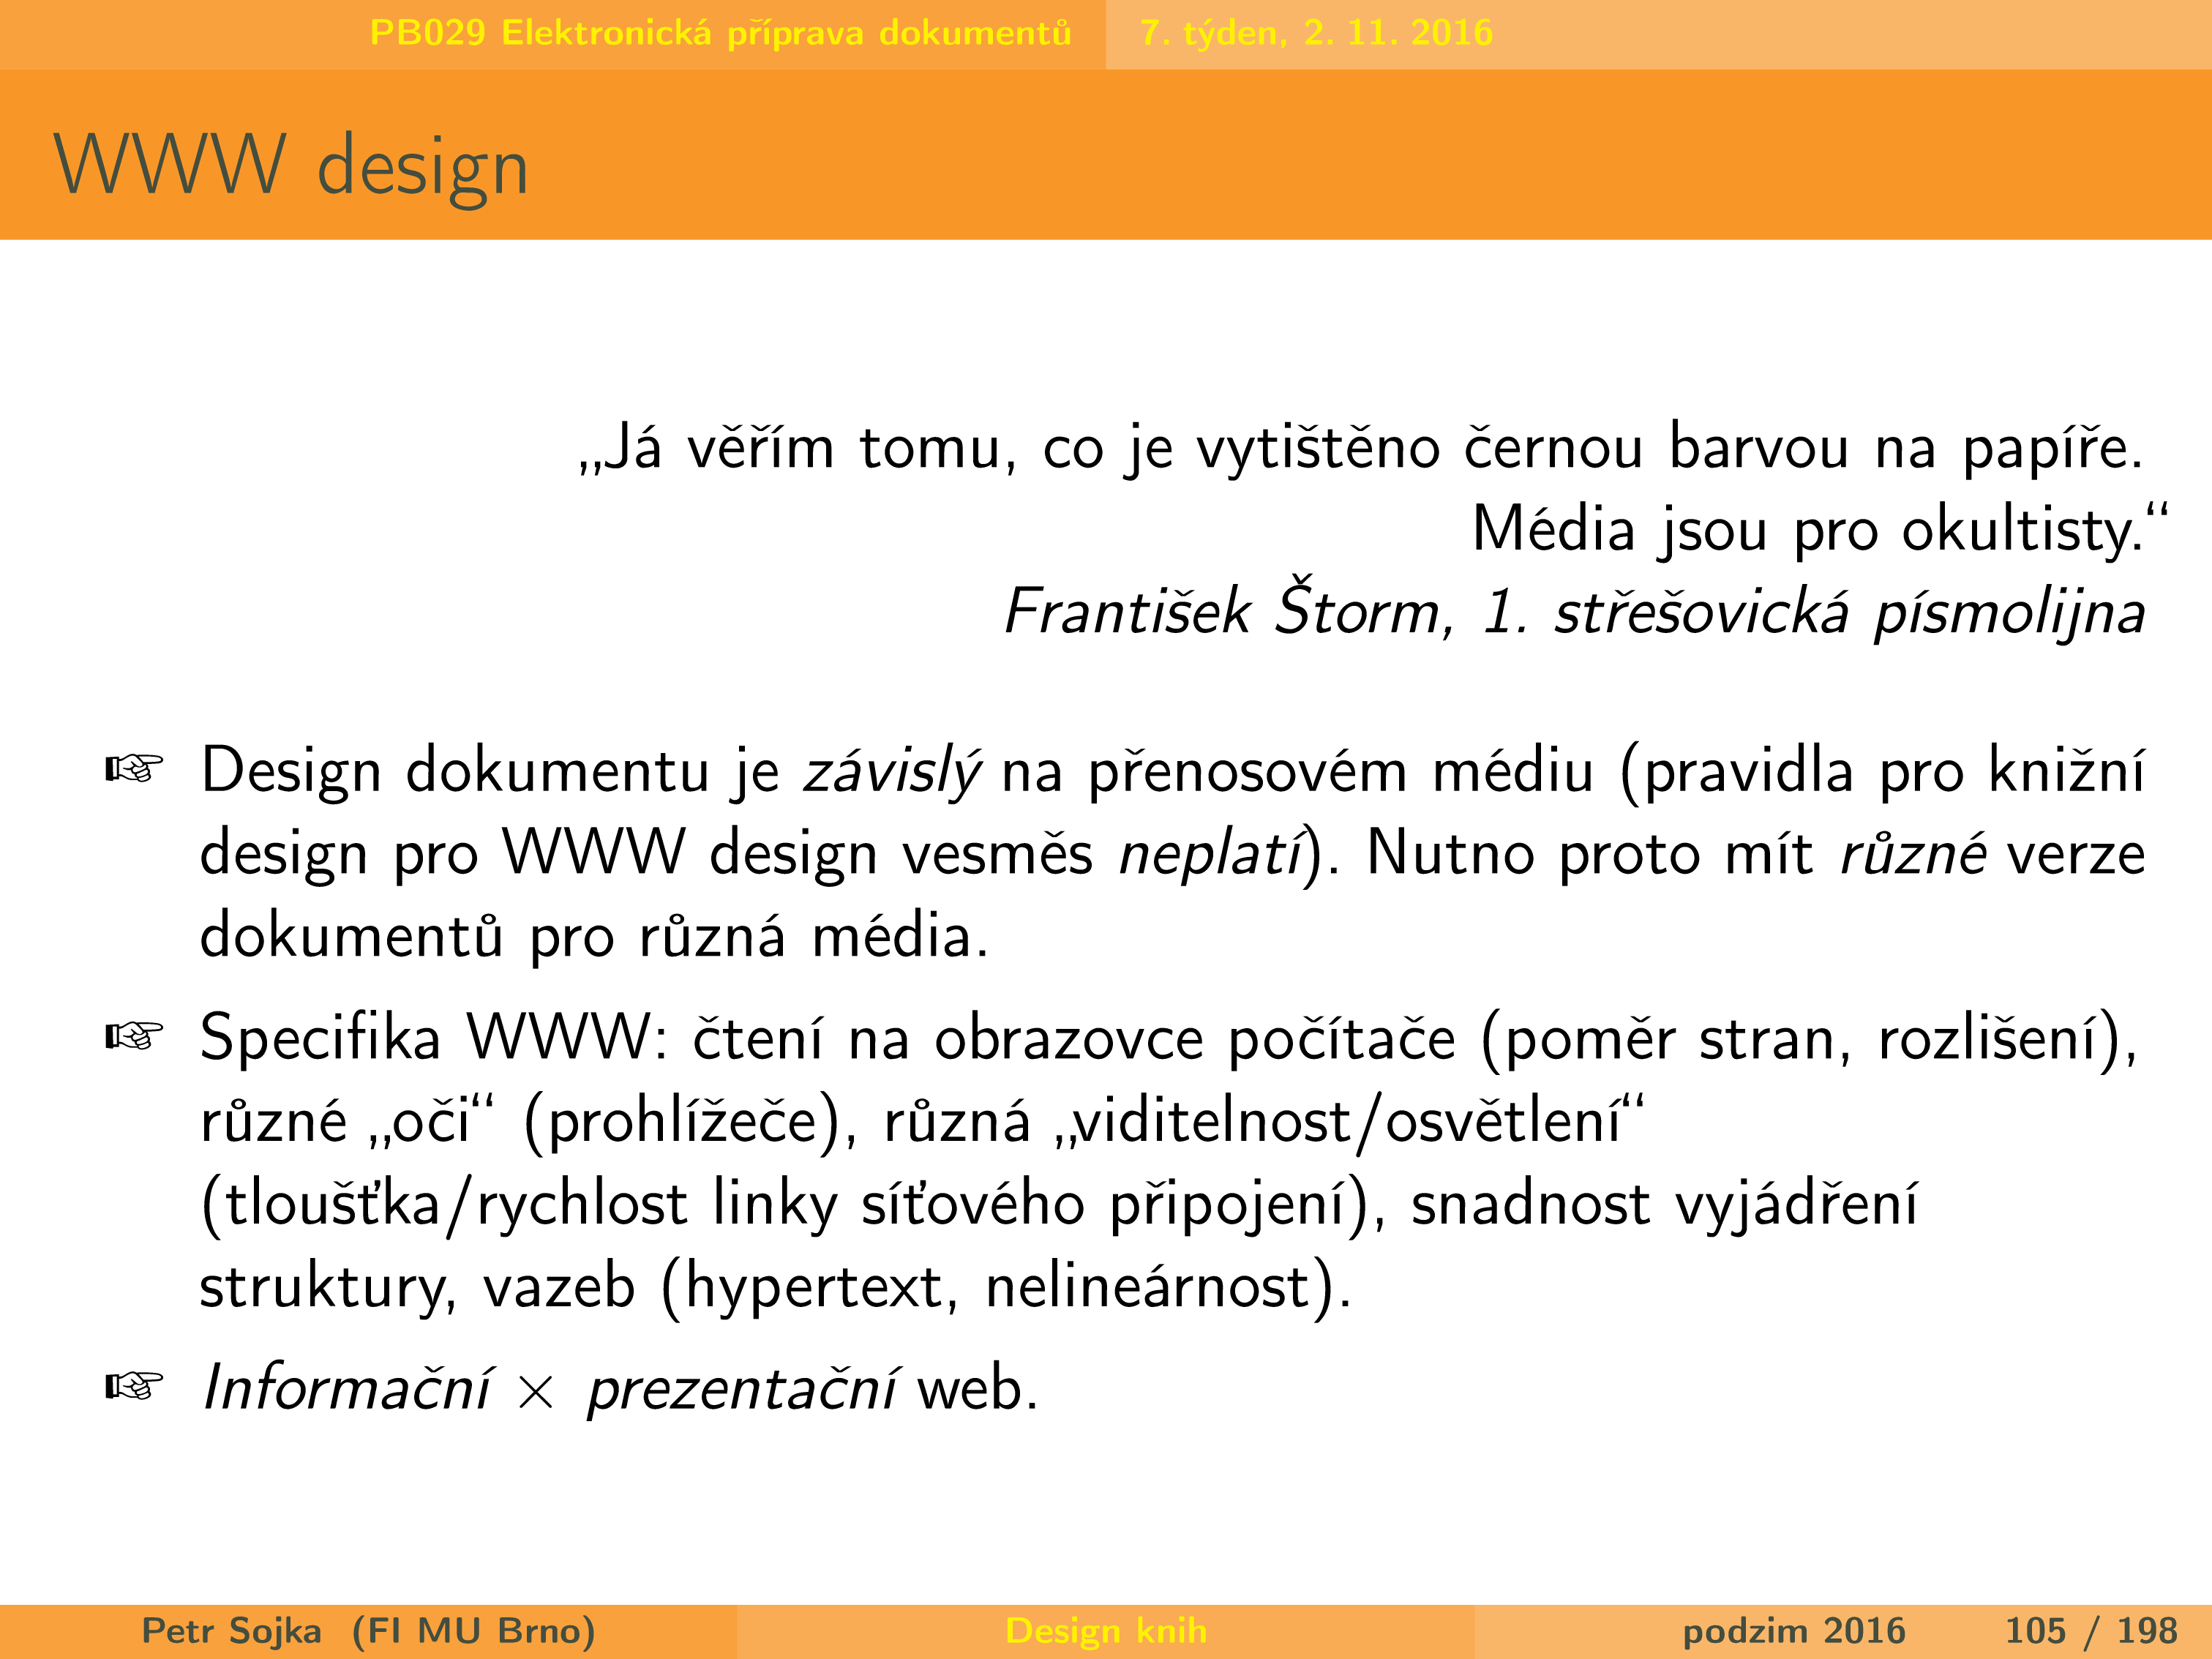 PB029 Elektronická příprava dokumentů 7. týden, 2. 11. 2016
WWW design
„Já věřím tomu, co je vytištěno černou barvou na papíře.
Média jsou pro okultisty.“
František Štorm, 1. střešovická písmolijna
☞ Design dokumentu je závislý na přenosovém médiu (pravidla pro knižní
design pro WWW design vesměs neplatí). Nutno proto mít různé verze
dokumentů pro různá média.
☞ Specifika WWW: čtení na obrazovce počítače (poměr stran, rozlišení),
různé „oči“ (prohlížeče), různá „viditelnost/osvětlení“
(tloušťka/rychlost linky síťového připojení), snadnost vyjádření
struktury, vazeb (hypertext, nelineárnost).
☞ Informační × prezentační web.
Petr Sojka (FI MU Brno) Design knih podzim 2016 105 / 198